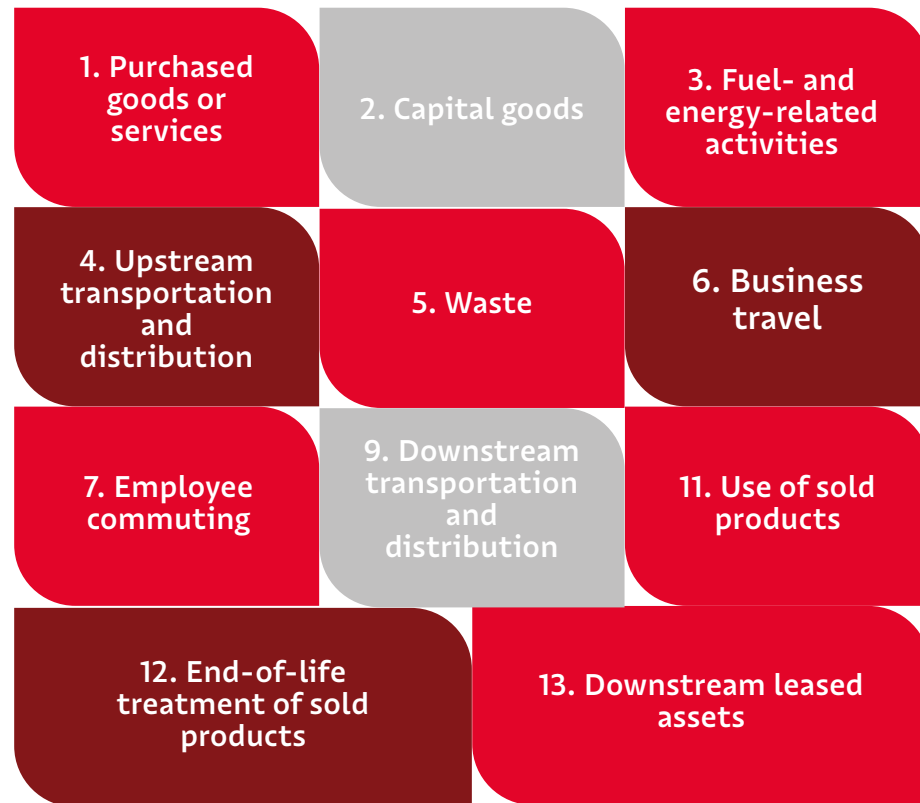 1. Purchased
goods or
services
2. Capital goods
3. Fuel- and
energy-related
activities
4. Upstream
transportation
and
distribution
5. Waste
6. Business
travel
7. Employee
commuting
9. Downstream
transportation
and
distribution
11. Use of sold
products
12. End-of-life
treatment of sold
products
13. Downstream leased
assets